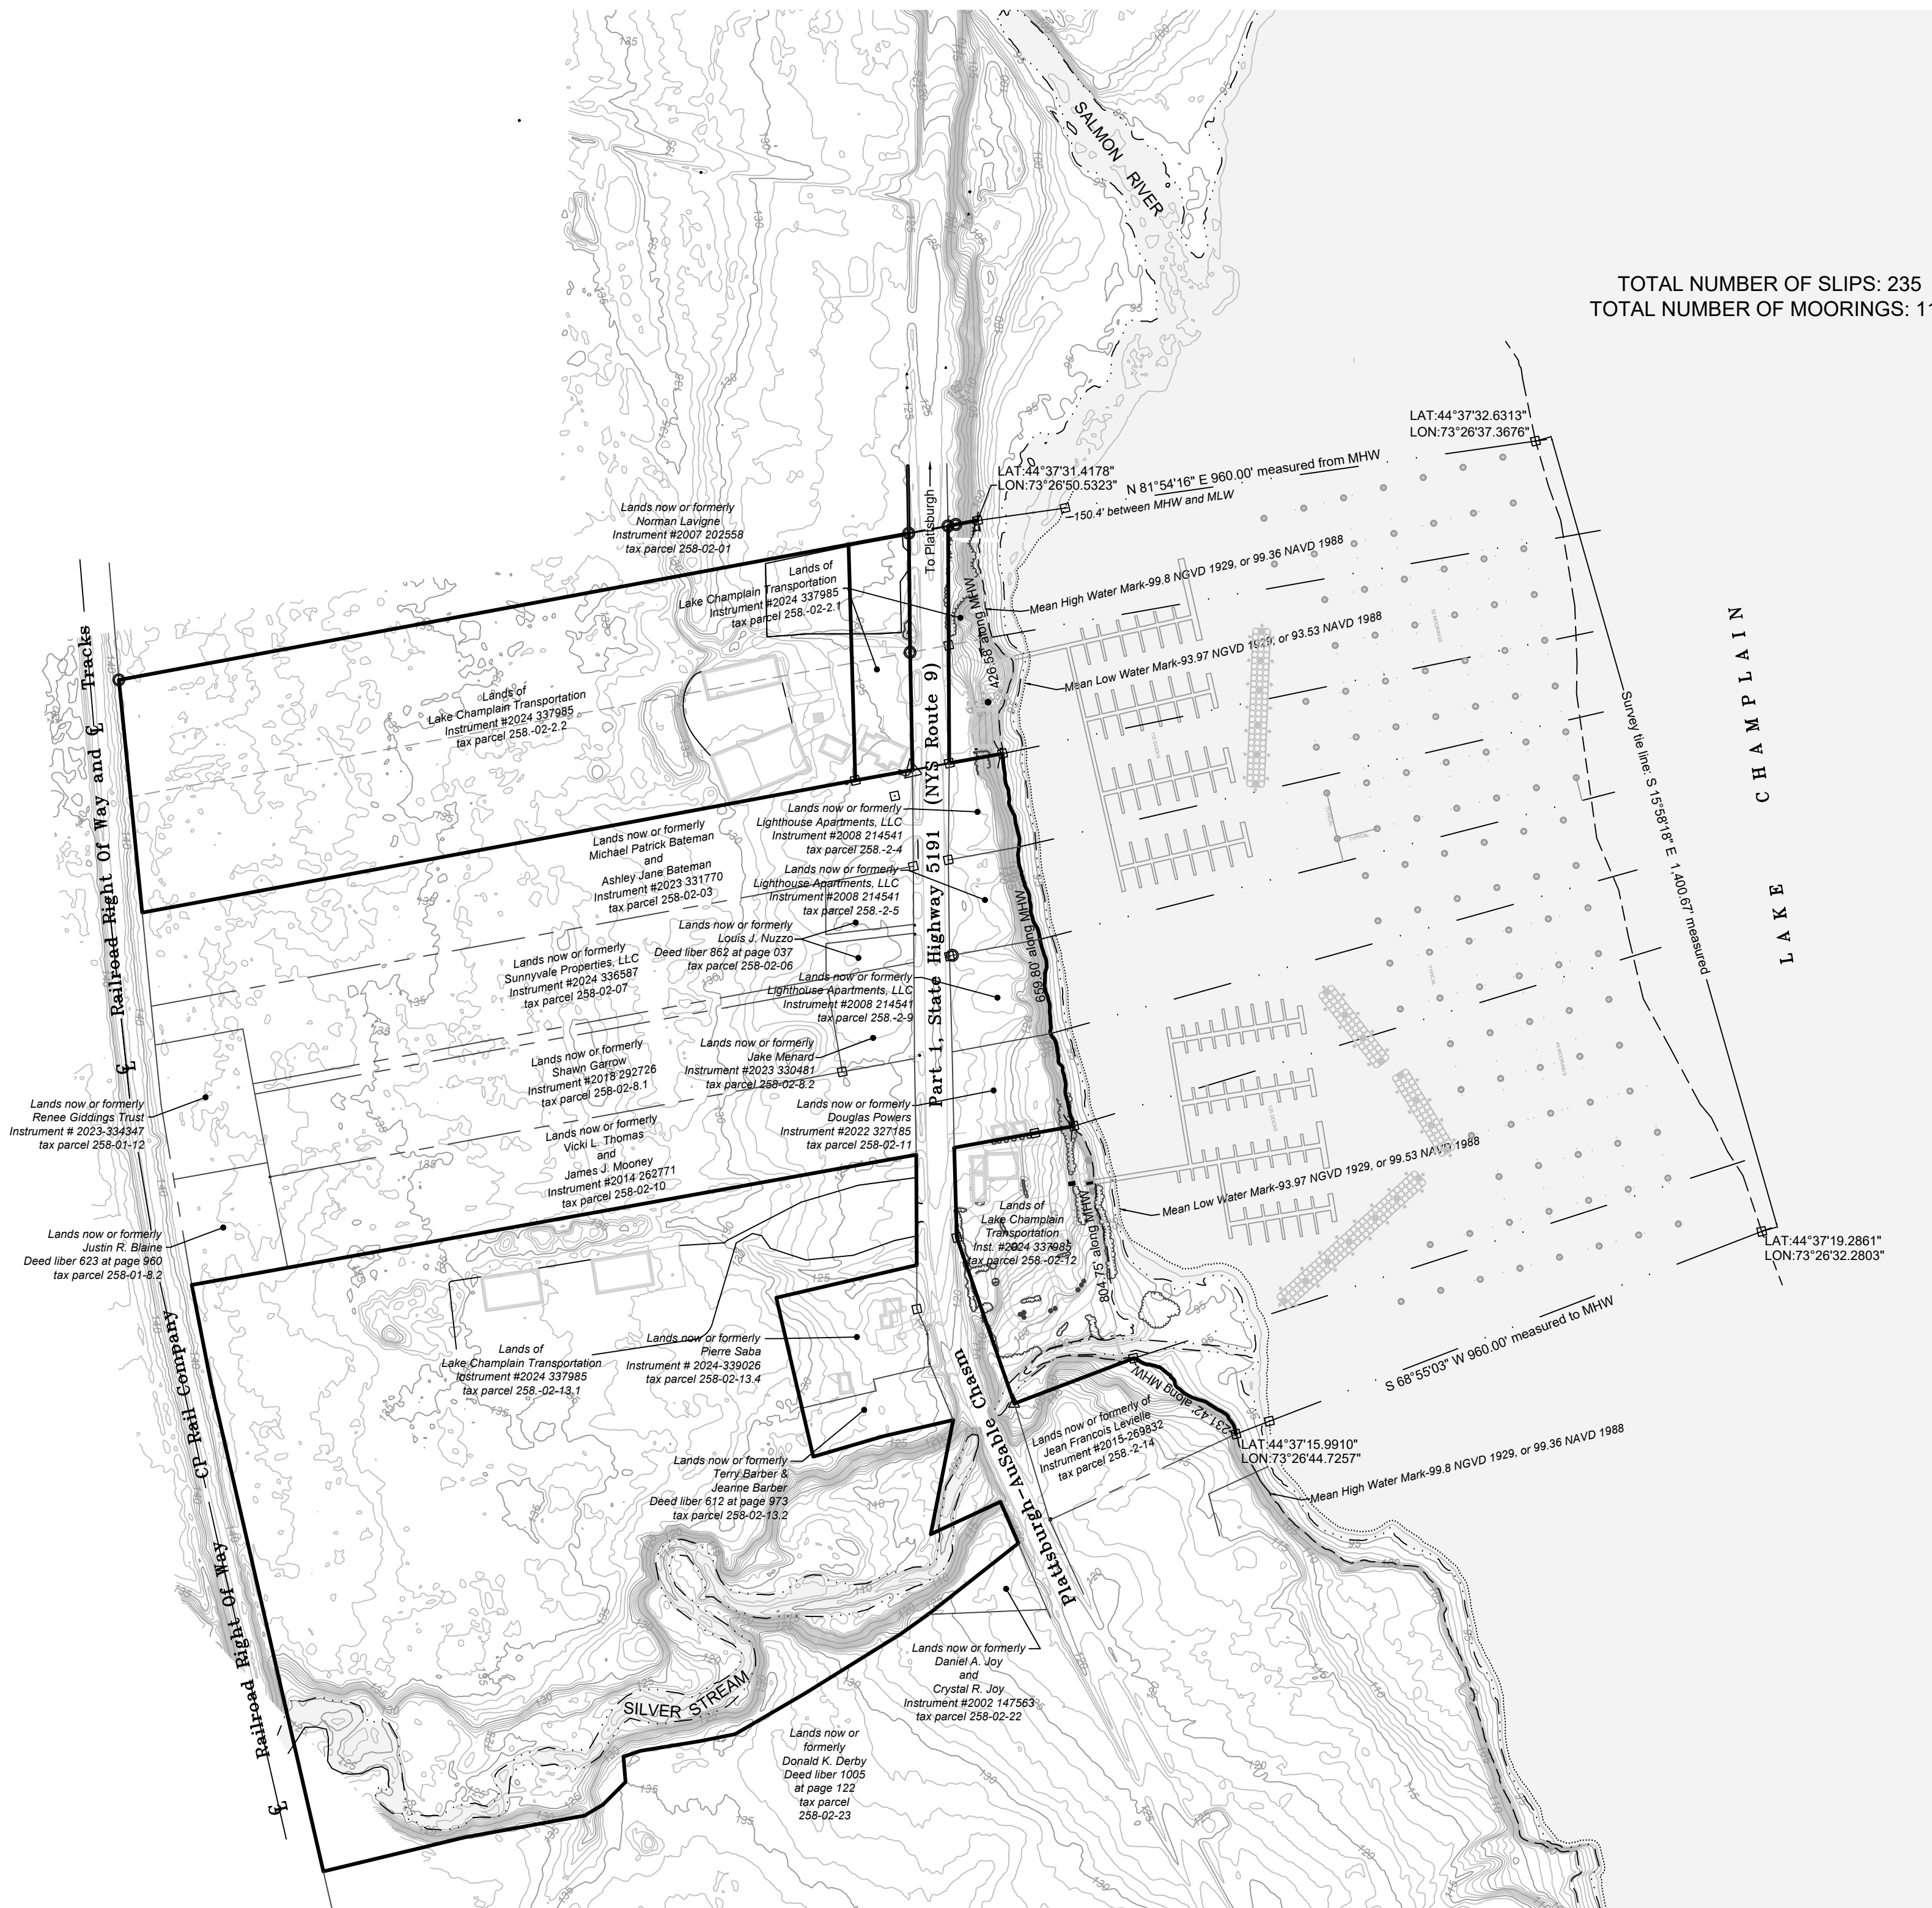 SALMON RIVER
TOTAL NUMBER OF SLIPS: 235
TOTAL NUMBER OF MOORINGS: 11
LAT:44°37'32.6313"
LON:73°26'37.3676"
LAT:44°37'31.4178"
LON:73°26'50.5323"
N 81°54'16" E 960.00' measured from MHW
150.4' between MHW and MLW
Lands now or formerly
Norman Lavigne
Instrument #2007 202558
tax parcel 258-02-01
To Plattsburgh
Mean High Water Mark-99.8 NGVD 1929, or 99.36 NAVD 1988
Lands of
Lake Champlain Transportation
Instrument #2024 337985
tax parcel 258.-02-2.1
426.58' along MHW
Mean Low Water Mark-93.97 NGVD 1929, or 93.53 NAVD 1988
Railroad Right Of Way and ℄ Tracks
Lands of
Lake Champlain Transportation
Instrument #2024 337985
tax parcel 258.-02-2.2
Part 1, State Highway 5191 (NYS Route 9)
Survey tie line: S 15°58'18" E 1,400.67' measured
LAKE CHAMPLAIN
Lands now or formerly
Lighthouse Apartments, LLC
Instrument #2008 214541
tax parcel 258.-2-4
Lands now or formerly
Michael Patrick Bateman
and
Ashley Jane Bateman
Instrument #2023 331770
tax parcel 258-02-03
Lands now or formerly
Lighthouse Apartments, LLC
Instrument #2008 214541
tax parcel 258.-2-5
Lands now or formerly
Louis J. Nuzzo
Deed liber 862 at page 037
tax parcel 258-02-06
659.80' along MHW
Lands now or formerly
Sunnyvale Properties, LLC
Instrument #2024 336587
tax parcel 258-02-07
Lands now or formerly
Lighthouse Apartments, LLC
Instrument #2008 214541
tax parcel 258.-2-9
Lands now or formerly
Shawn Garrow
Instrument #2018 292726
tax parcel 258-02-8.1
Lands now or formerly
Jake Menard
Instrument #2023 330481
tax parcel 258-02-8.2
Lands now or formerly
Renee Giddings Trust
Instrument # 2023-334347
tax parcel 258-01-12
Lands now or formerly
Douglas Powers
Instrument #2022 327185
tax parcel 258-02-11
Lands now or formerly
Vicki L. Thomas
and
James J. Mooney
Instrument #2014 262771
tax parcel 258-02-10
Mean Low Water Mark-93.97 NGVD 1929, or 99.53 NAVD 1988
Lands of
Lake Champlain
Transportation
Inst. #2024 337985
tax parcel 258.-02-12
804.75' along MHW
Lands now or formerly
Justin R. Blaine
Deed liber 623 at page 960
tax parcel 258-01-8.2
LAT:44°37'19.2861"
LON:73°26'32.2803"
Railroad Right Of Way CP Rail Company
Lands of
Lake Champlain Transportation
Instrument #2024 337985
tax parcel 258.-02-13.1
Lands now or formerly
Pierre Saba
Instrument # 2024-339026
tax parcel 258-02-13.4
S 68°55'03" W 960.00' measured to MHW
Plattsburgh-AuSable Chasm
231.42' along MHW
Lands now or formerly of
Jean Francois Levielle
Instrument #2015-269832
tax parcel 258.-2-14
LAT:44°37'15.9910"
LON:73°26'44.7257"
Mean High Water Mark-99.8 NGVD 1929, or 99.36 NAVD 1988
Lands now or formerly
Terry Barber &
Jeanne Barber
Deed liber 612 at page 973
tax parcel 258-02-13.2
SILVER STREAM
Lands now or formerly
Daniel A. Joy
and
Crystal R. Joy
Instrument #2002 147563
tax parcel 258-02-22
Lands now or
formerly
Donald K. Derby
Deed liber 1005
at page 122
tax parcel
258-02-23